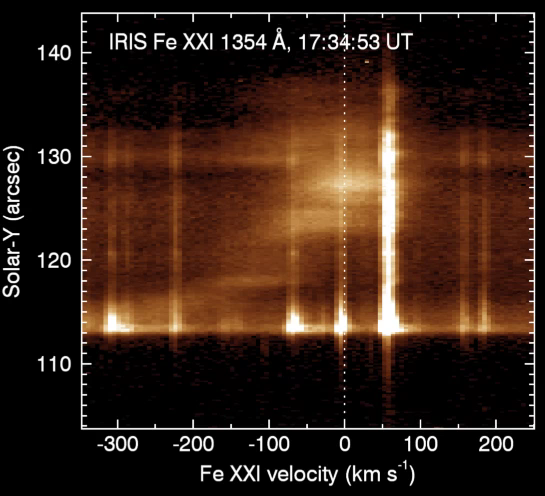 IRIS Fe XXI 1354 Å, 17:34:53 UT
140
130
120
110
Solar-Y (arcsec)
-300 -200 -100 0 100 200
Fe XXI velocity (km s⁻¹)